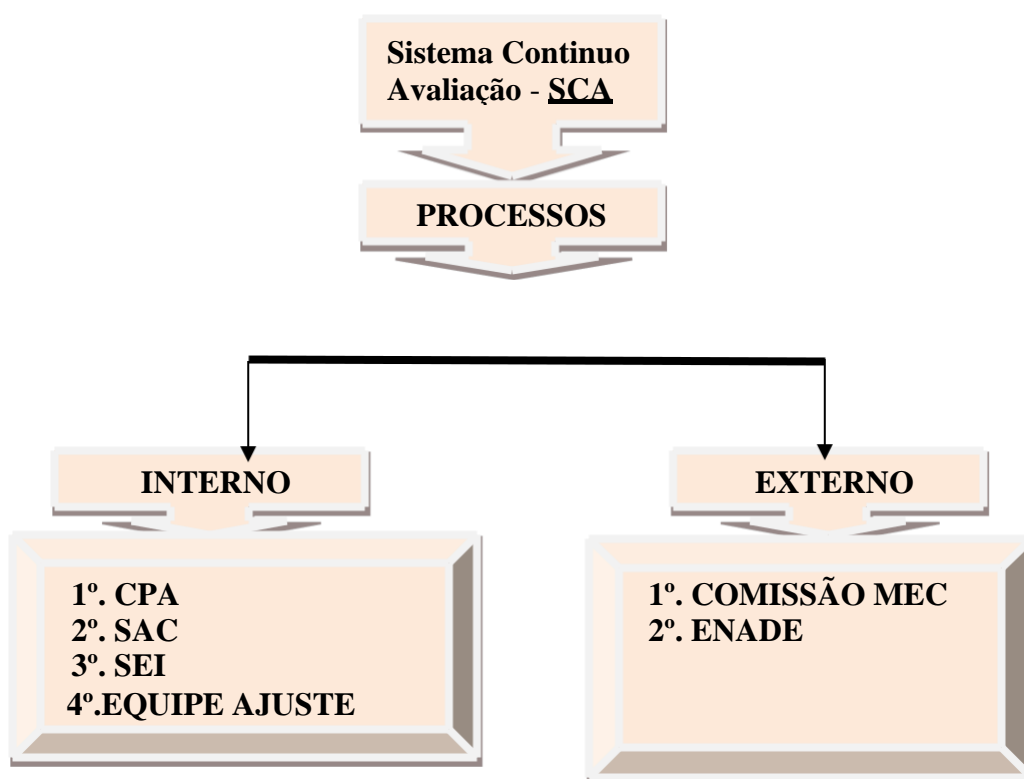 Sistema Continuo
Avaliação - SCA
PROCESSOS
INTERNO
1º. CPA
2º. SAC
3º. SEI
4º.EQUIPE AJUSTE
EXTERNO
1º. COMISSÃO MEC
2º. ENADE